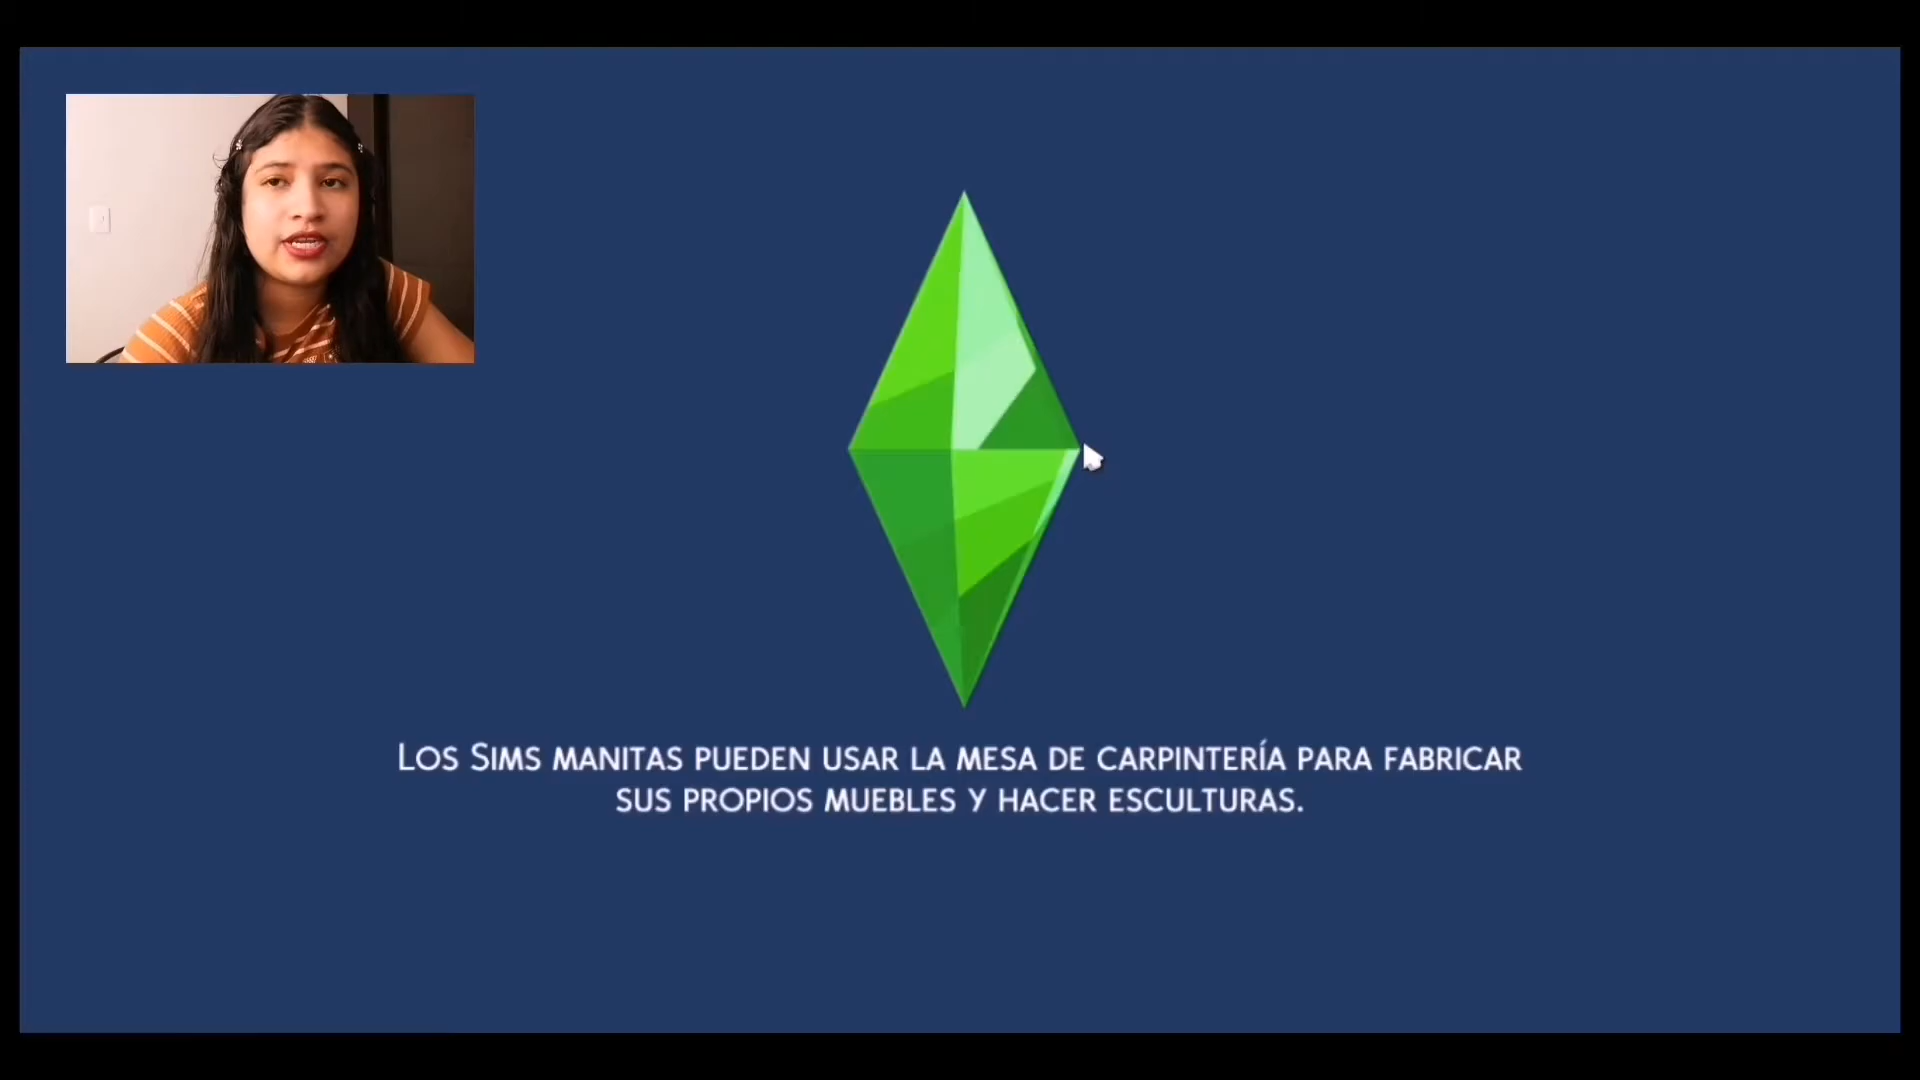 Los Sims manitas pueden usar la mesa de carpintería para fabricar
sus propios muebles y hacer esculturas.